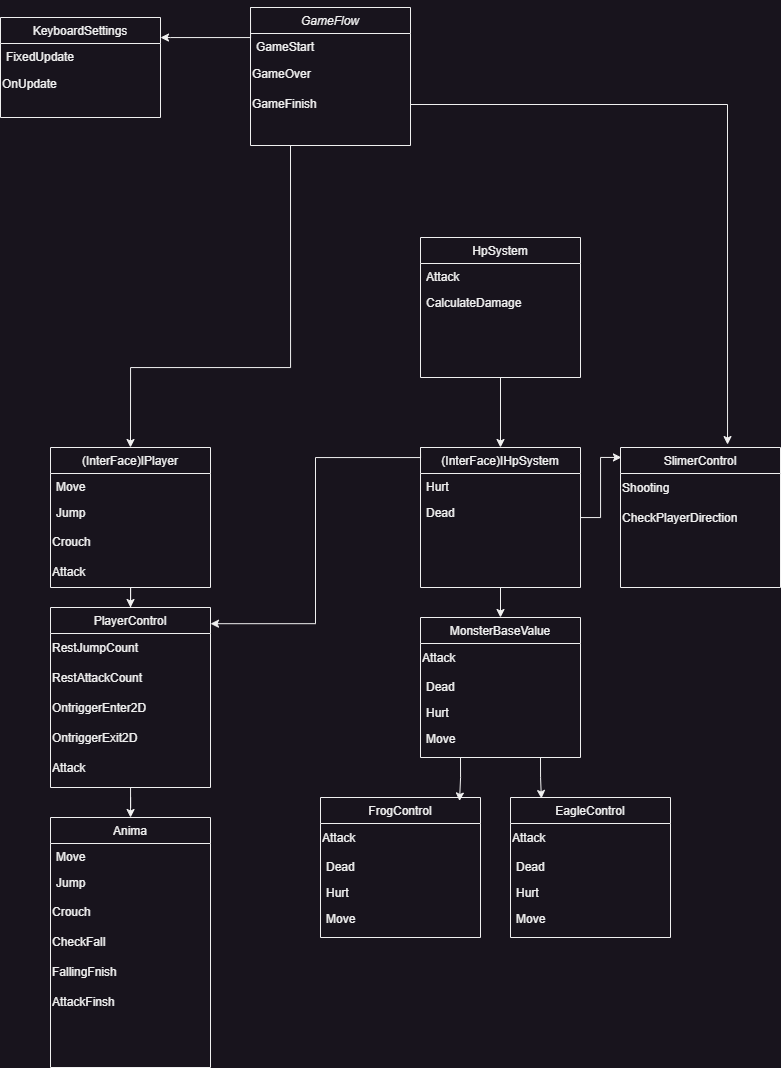 GameFlow
GameStart
GameOver
GameFinish
KeyboardSettings
FixedUpdate
OnUpdate
HpSystem
Attack
CalculateDamage
(InterFace)IPlayer
Move
Jump
Crouch
Attack
(InterFace)IHpSystem
Hurt
Dead
SlimerControl
Shooting
CheckPlayerDirection
PlayerControl
RestJumpCount
RestAttackCount
OntriggerEnter2D
OntriggerExit2D
Attack
MonsterBaseValue
Attack
Dead
Hurt
Move
Anima
Move
Jump
Crouch
CheckFall
FallingFnish
AttackFinsh
FrogControl
Attack
Dead
Hurt
Move
EagleControl
Attack
Dead
Hurt
Move